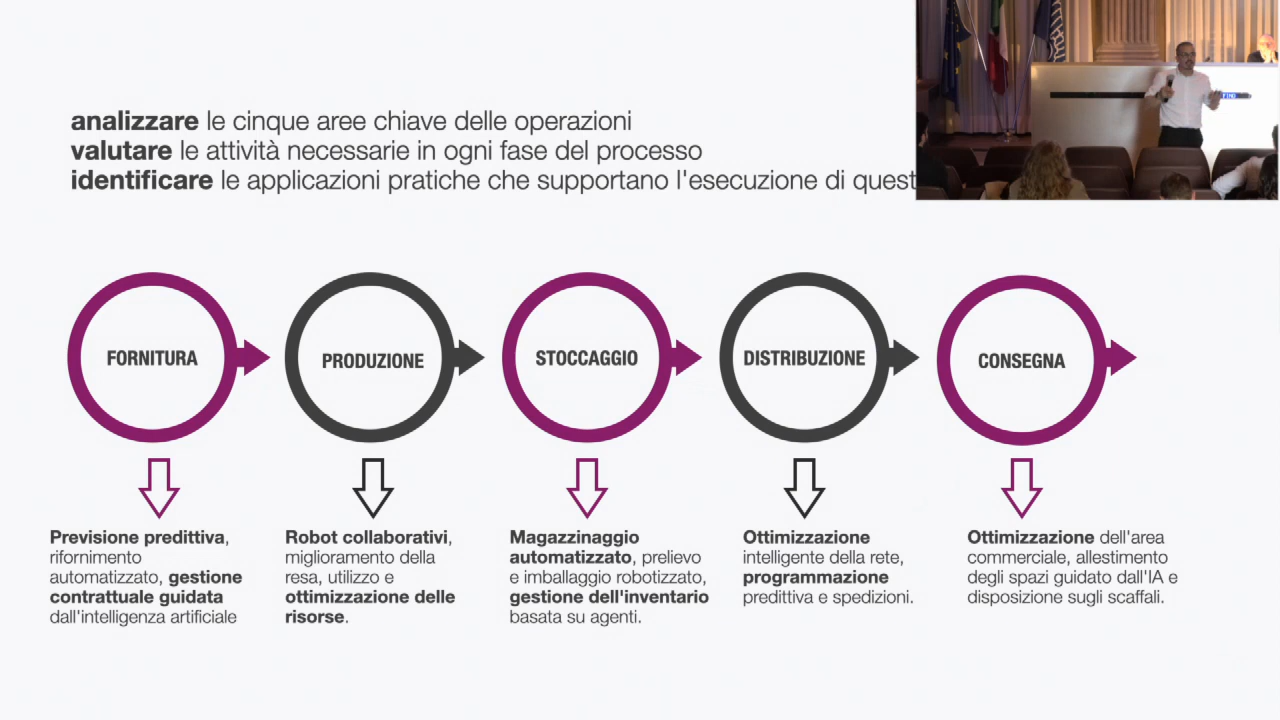 analizzare le cinque aree chiave delle operazioni
valutare le attività necessarie in ogni fase del processo
identificare le applicazioni pratiche che supportano l'esecuzione di quest
FORNITURA
PRODUZIONE
STOCCAGGIO
DISTRIBUZIONE
CONSEGNA
Previsione predittiva,
rifornimento
automatizzato, gestione
contrattuale guidata
dall'intelligenza artificiale
Robot collaborativi,
miglioramento della
resa, utilizzo e
ottimizzazione delle
risorse.
Magazzinaggio
automatizzato, prelievo
e imballaggio robotizzato,
gestione dell'inventario
basata su agenti.
Ottimizzazione
intelligente della rete,
programmazione
predittiva e spedizioni.
Ottimizzazione dell'area
commerciale, allestimento
degli spazi guidato dall'IA e
disposizione sugli scaffali.